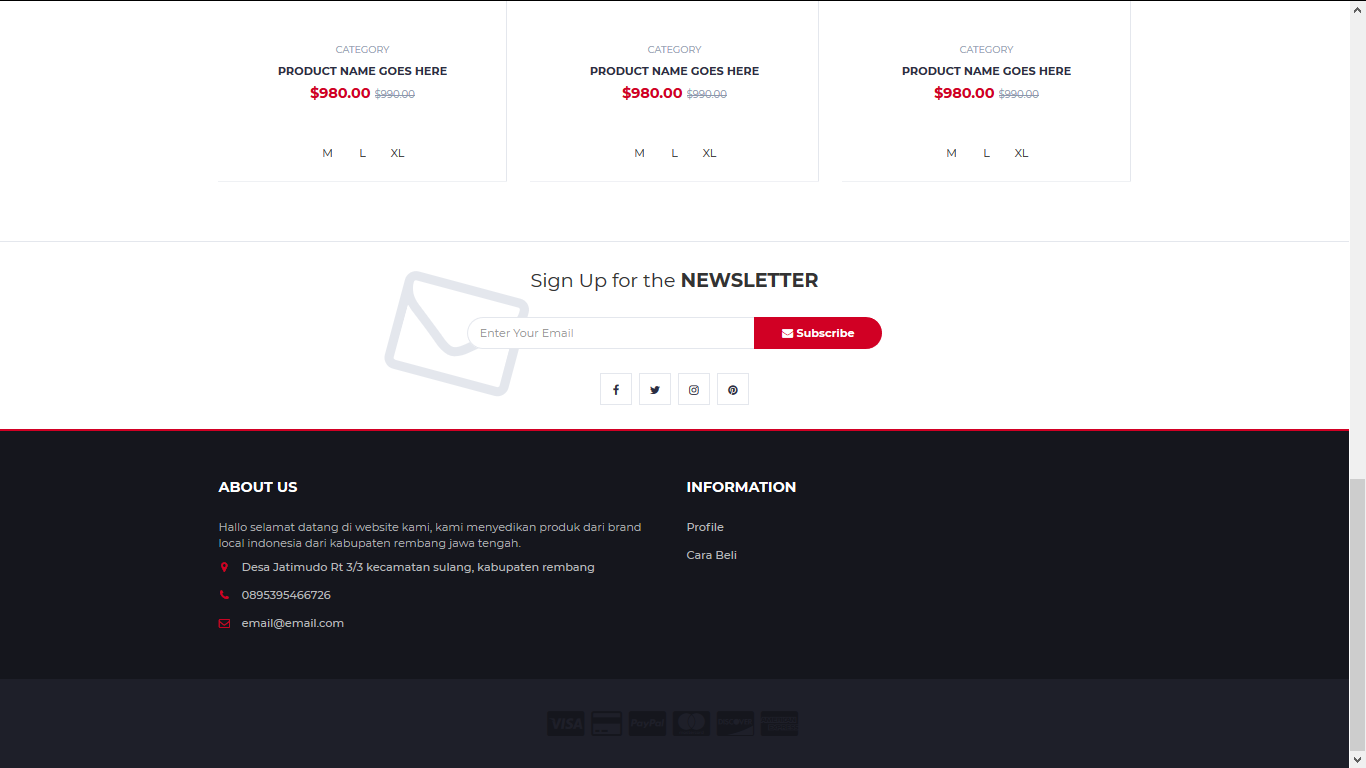 CATEGORY CATEGORY CATEGORY
PRODUCT NAME GOES HERE PRODUCT NAME GOES HERE PRODUCT NAME GOES HERE
$980.00 $990.00 $980.00 $990.00 $980.00 $990.00
M L XL M L XL M L XL
Sign Up for the NEWSLETTER
Enter Your Email Subscribe
ABOUT US
Hallo selamat datang di website kami, kami menyedikan produk dari brand
local indonesia dari kabupaten rembang jawa tengah.
Desa Jatimudo Rt 3/3 kecamatan sulang, kabupaten rembang
0895395466726
email@email.com
INFORMATION
Profile
Cara Beli
VISA PayPal